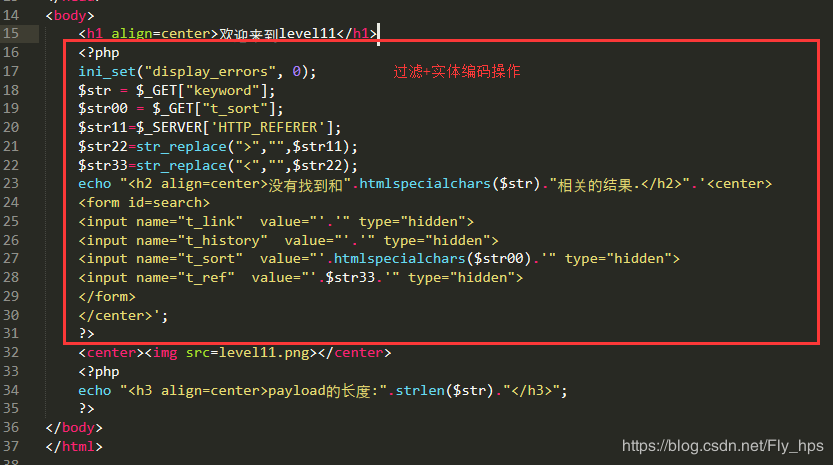 14 <body>
15 <h1 align=center>欢迎来到level11</h1>
16 <?php
17 ini_set("display_errors", 0); 过滤+实体编码操作
18 $str = $_GET["keyword"];
19 $str00 = $_GET["t_sort"];
20 $str11=$_SERVER['HTTP_REFERER'];
21 $str22=str_replace(">","",$str11);
22 $str33=str_replace("<","",$str22);
23 echo "<h2 align=center>没有找到和".htmlspecialchars($str)."相关的结果.</h2>".'<center>
24 <form id=search>
25 <input name="t_link"  value="'.'" type="hidden">
26 <input name="t_history"  value="'.'" type="hidden">
27 <input name="t_sort"  value="'.htmlspecialchars($str00).'" type="hidden">
28 <input name="t_ref"  value="'.$str33.'" type="hidden">
29 </form>
30 </center>';
31 ?>
32 <center><img src=level11.png></center>
33 <?php
34 echo "<h3 align=center>payload的长度:".strlen($str)."</h3>";
35 ?>
36 </body>
37 </html>
https://blog.csdn.net/Fly_hps